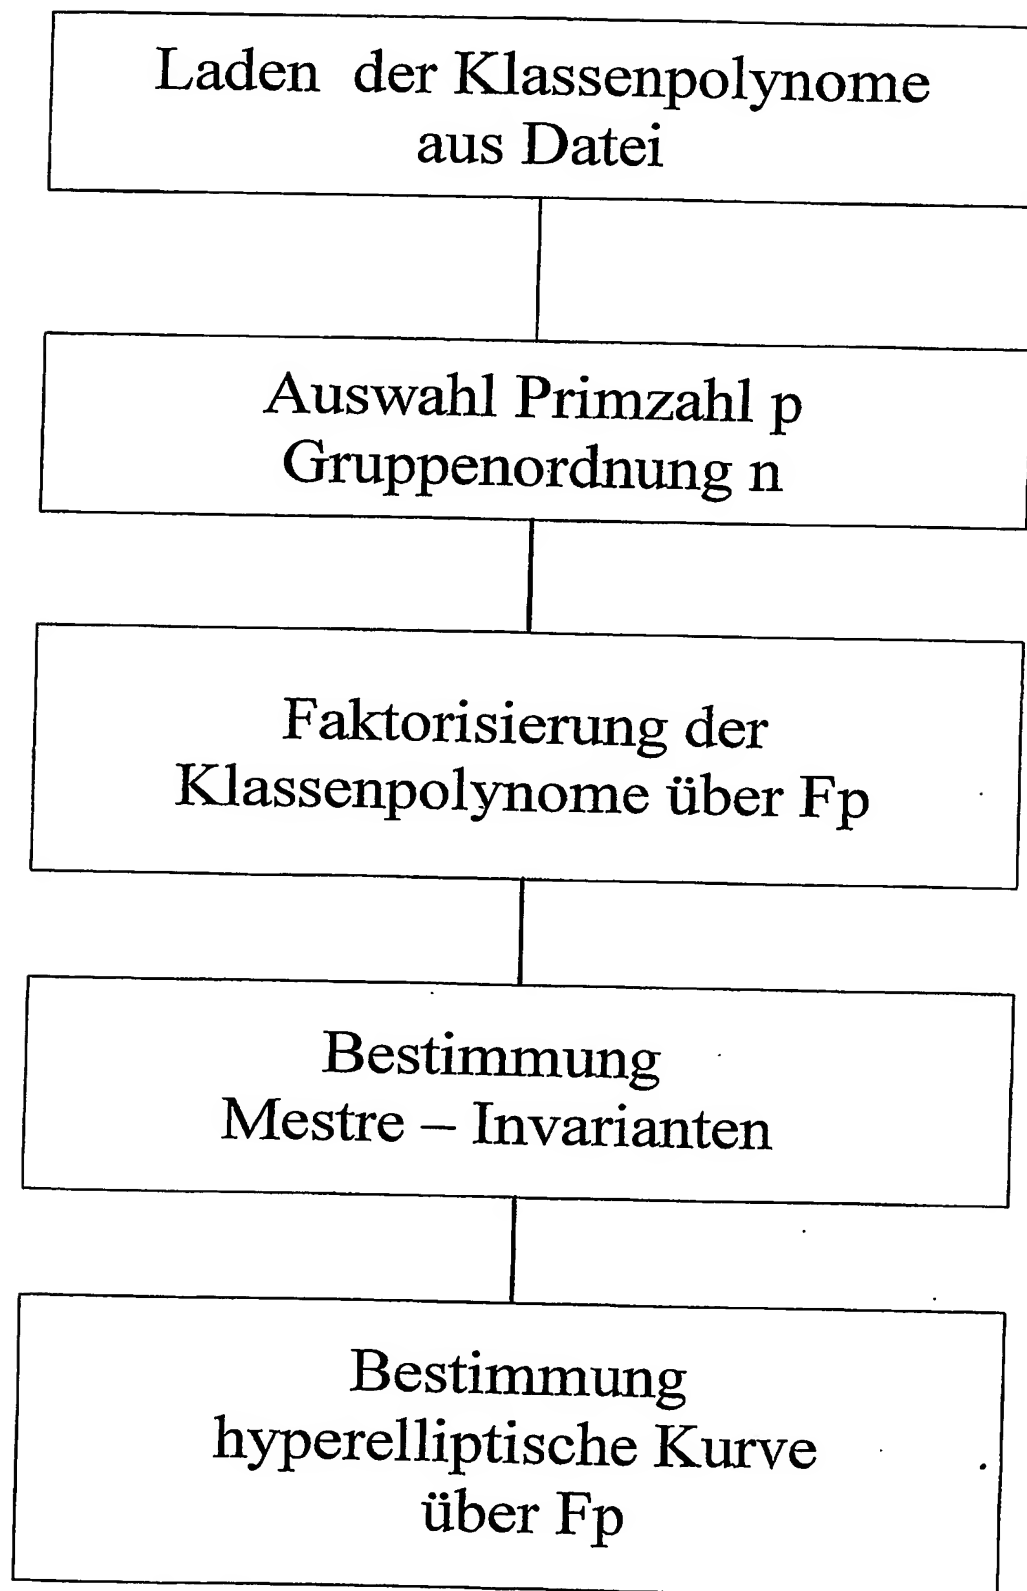 Laden der Klassenpolynome
aus Datei
Auswahl Primzahl p
Gruppenordnung n
Faktorisierung der
Klassenpolynome über Fp
Bestimmung
Mestre – Invarianten
Bestimmung
hyperelliptische Kurve
über Fp